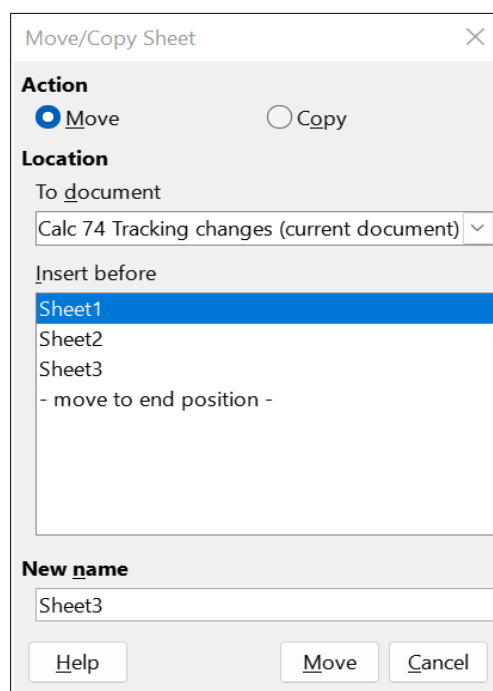 Move/Copy Sheet
Action
Move Copy
Location
To document
Calc 74 Tracking changes (current document)
Insert before
Sheet1
Sheet2
Sheet3
- move to end position -
New name
Sheet3
Help Move Cancel